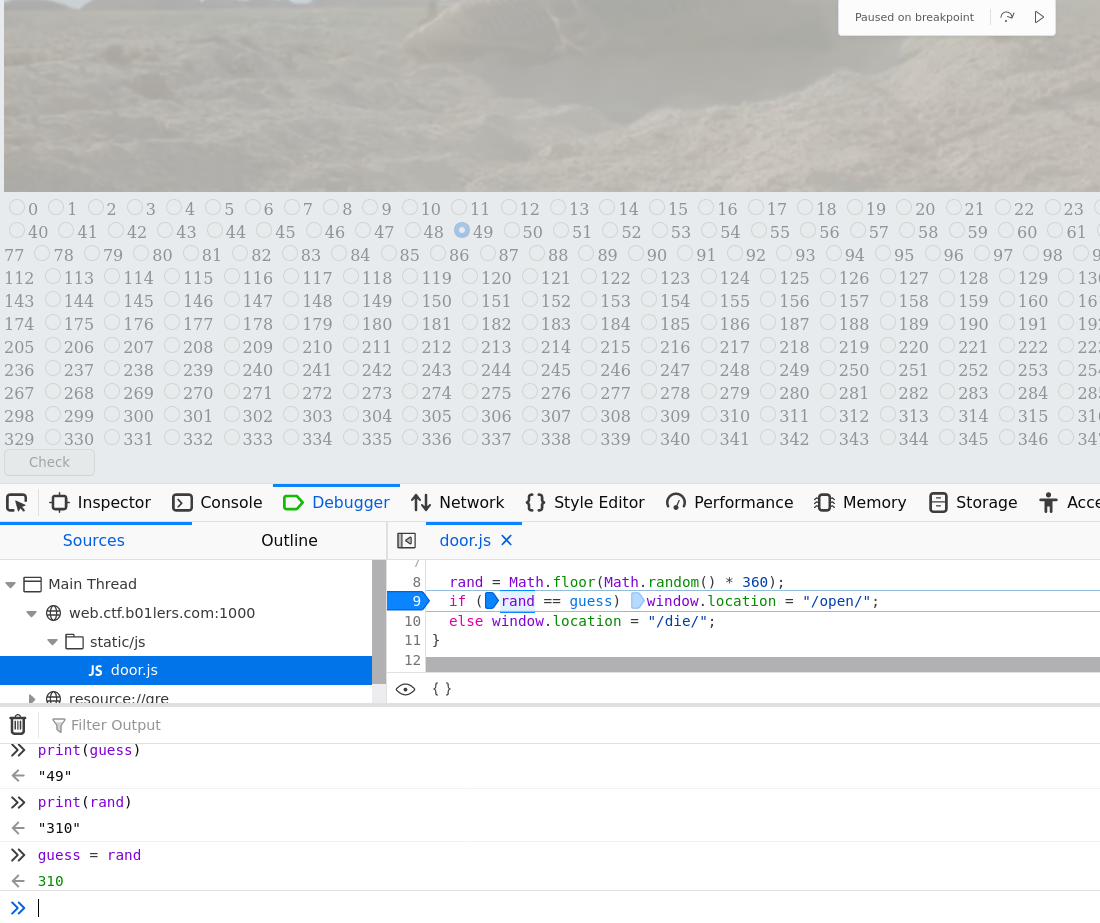 Paused on breakpoint
0 1 2 3 4 5 6 7 8 9 10 11 12 13 14 15 16 17 18 19 20 21 22 23
40 41 42 43 44 45 46 47 48 49 50 51 52 53 54 55 56 57 58 59 60 61
77 78 79 80 81 82 83 84 85 86 87 88 89 90 91 92 93 94 95 96 97 98
112 113 114 115 116 117 118 119 120 121 122 123 124 125 126 127 128 129 130
143 144 145 146 147 148 149 150 151 152 153 154 155 156 157 158 159 160 161
174 175 176 177 178 179 180 181 182 183 184 185 186 187 188 189 190 191 192
205 206 207 208 209 210 211 212 213 214 215 216 217 218 219 220 221 222 223
236 237 238 239 240 241 242 243 244 245 246 247 248 249 250 251 252 253 254
267 268 269 270 271 272 273 274 275 276 277 278 279 280 281 282 283 284 285
298 299 300 301 302 303 304 305 306 307 308 309 310 311 312 313 314 315 316
329 330 331 332 333 334 335 336 337 338 339 340 341 342 343 344 345 346 347
Check
Inspector Console Debugger Network Style Editor Performance Memory Storage Acce
Sources Outline door.js
Main Thread
web.ctf.b01lers.com:1000
static/js
JS door.js
resource://gre
7
8 rand = Math.floor(Math.random() * 360);
9 if (rand == guess) window.location = "/open/";
10 else window.location = "/die/";
11 }
12
{ }
Filter Output
print(guess)
"49"
print(rand)
"310"
guess = rand
310